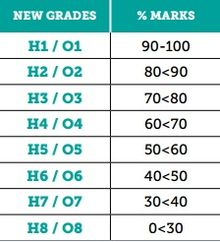 NEW GRADES % MARKS
H1 / O1 90-100
H2 / O2 80<90
H3 / O3 70<80
H4 / O4 60<70
H5 / O5 50<60
H6 / O6 40<50
H7 / O7 30<40
H8 / O8 0<30